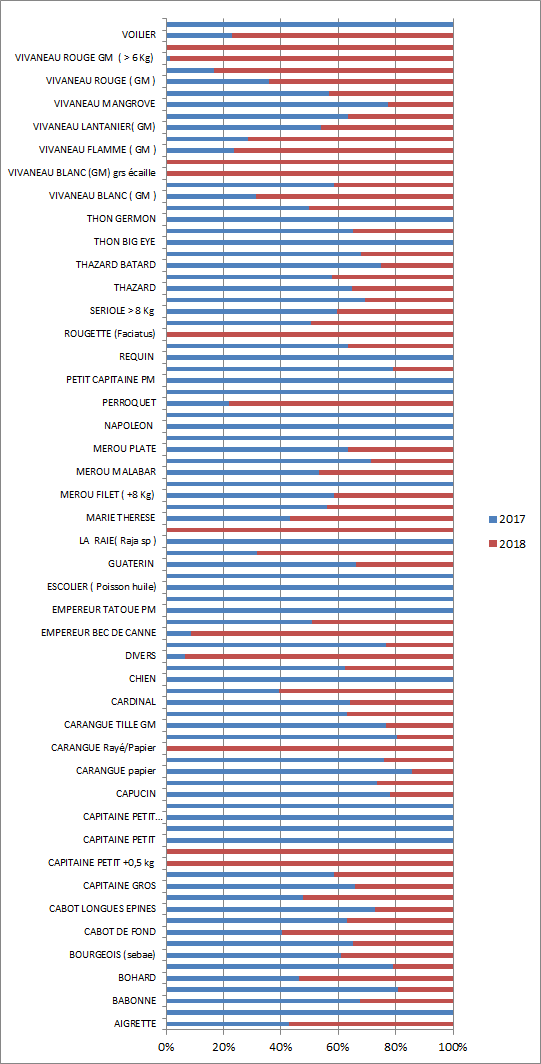 VOILIER
VIVANEAU ROUGE GM ( > 6 Kg)
VIVANEAU ROUGE ( GM )
VIVANEAU MANGROVE
VIVANEAU LANTANIER( GM)
VIVANEAU FLAMME ( GM )
VIVANEAU BLANC (GM) grs écaille
VIVANEAU BLANC ( GM )
THON GERMON
THON BIG EYE
THAZARD BATARD
THAZARD
SERIOLE > 8 Kg
ROUGETTE (Faciatus)
REQUIN
PETIT CAPITAINE PM
PERROQUET
NAPOLEON
MEROU PLATE
MEROU MALABAR
MEROU FILET ( +8 Kg)
MARIE THERESE
LA RAIE( Raja sp )
GUATERIN
ESCOLIER ( Poisson huile)
EMPEREUR TATOUE PM
EMPEREUR BEC DE CANNE
DIVERS
CHIEN
CARDINAL
CARANGUE TILLE GM
CARANGUE Rayé/Papier
CARANGUE papier
CAPUCIN
CAPITAINE PETIT...
CAPITAINE PETIT
CAPITAINE PETIT +0,5 kg
CAPITAINE GROS
CABOT LONGUES EPINES
CABOT DE FOND
BOURGEOIS ( sebae)
BOHARD
BABONNE
AIGRETTE
0% 20% 40% 60% 80% 100%
2017
2018